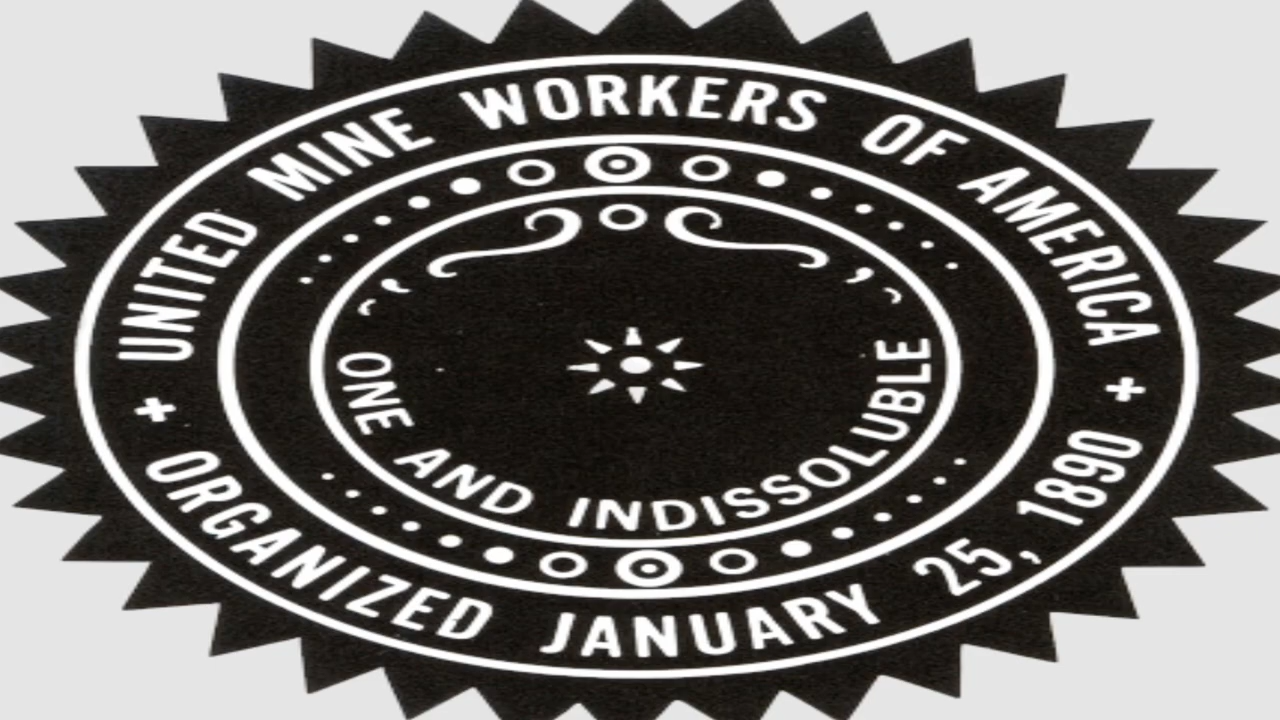 UNITED MINE WORKERS OF AMERICA
ORGANIZED JANUARY 25, 1890
ONE AND INDISSOLUBLE